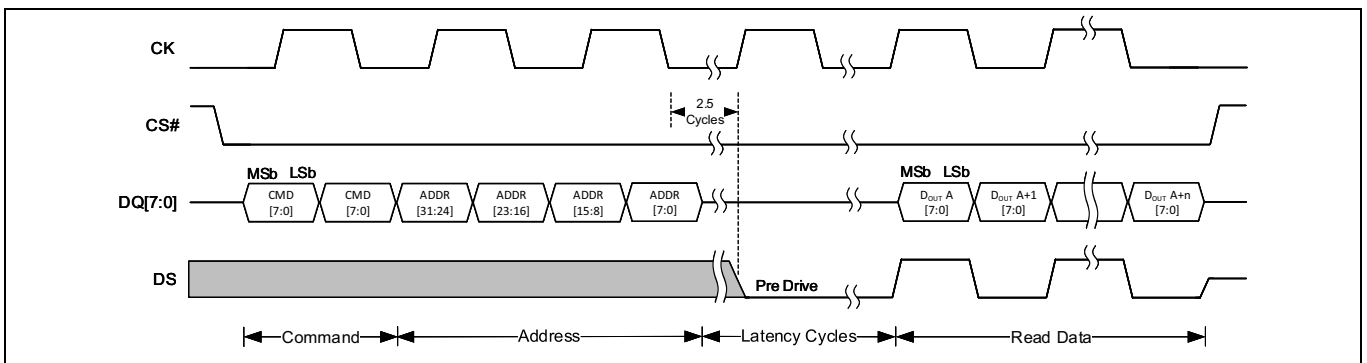 CK
2.5
Cycles
CS#
MSb LSb MSb LSb
DQ[7:0] CMD [7:0] CMD [7:0] ADDR [31:24] ADDR [23:16] ADDR [15:8] ADDR [7:0] DOUT A [7:0] DOUT A+1 [7:0] DOUT A+n [7:0]
DS Pre Drive
Command Address Latency Cycles Read Data